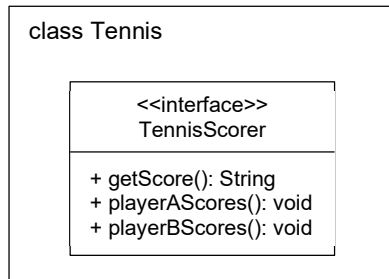 class Tennis
<<interface>>
TennisScorer
+ getScore(): String
+ playerAScores(): void
+ playerBScores(): void